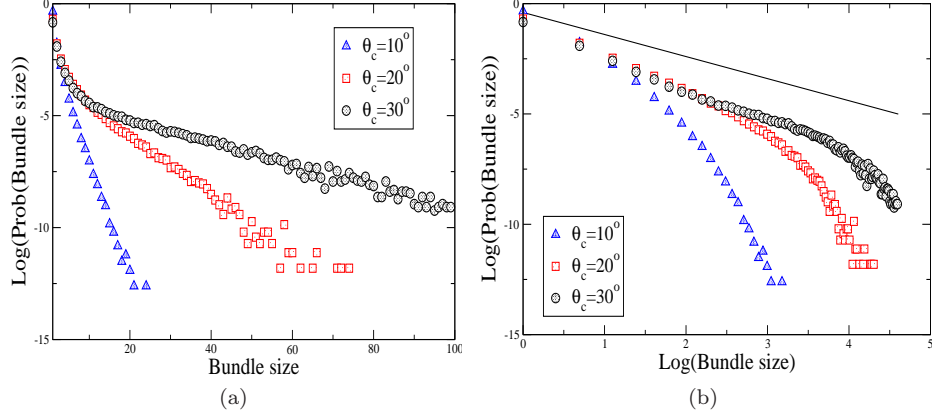 Log(Prob(Bundle size))
0
-5
-10
-15
20
40
60
80
100
Bundle size
θc=10°
θc=20°
θc=30°
(a)
Log(Prob(Bundle size))
0
-5
-10
-15
0
1
2
3
4
5
Log(Bundle size)
θc=10°
θc=20°
θc=30°
(b)